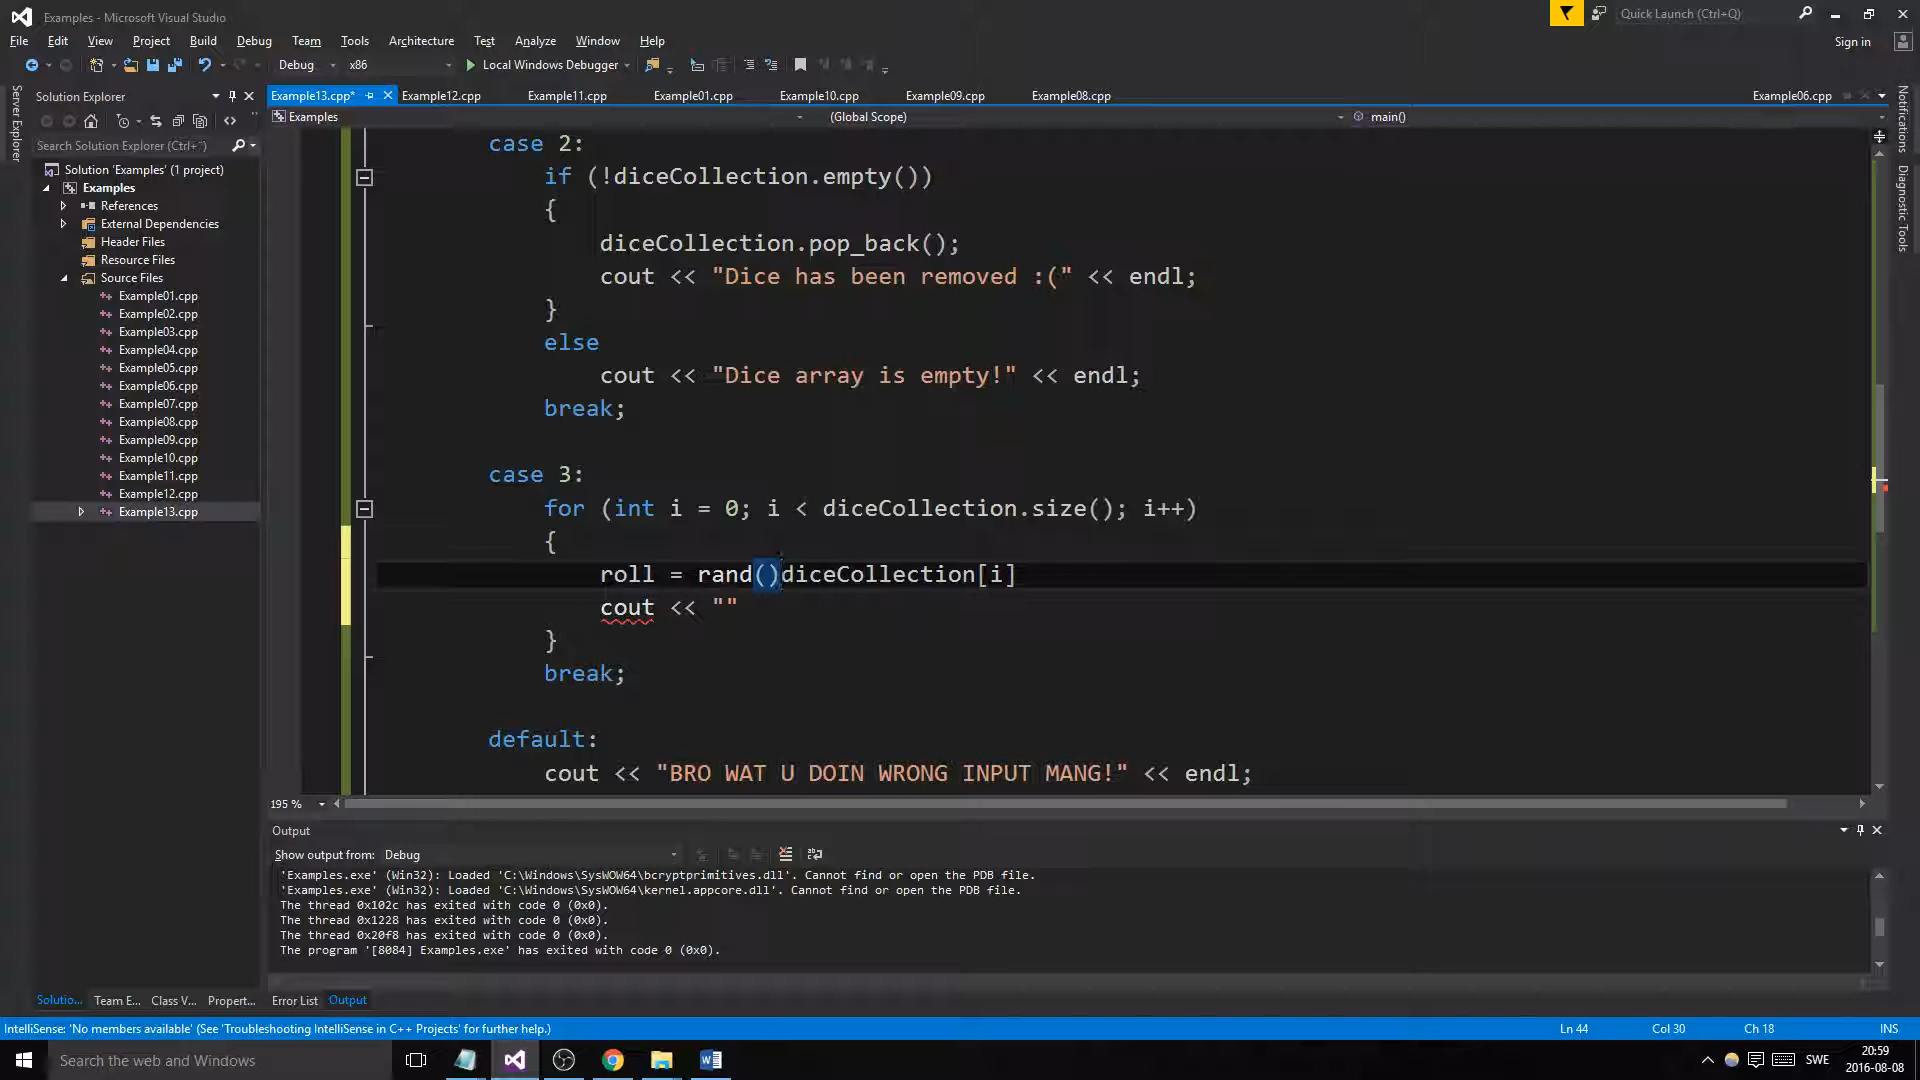 Examples - Microsoft Visual Studio
Quick Launch (Ctrl+Q)
File Edit View Project Build Debug Team Tools Architecture Test Analyze Window Help
Sign in
Debug x86 Local Windows Debugger
Server Explorer
Solution Explorer
Search Solution Explorer (Ctrl+¨)
Solution 'Examples' (1 project)
Examples
References
External Dependencies
Header Files
Resource Files
Source Files
Example01.cpp
Example02.cpp
Example03.cpp
Example04.cpp
Example05.cpp
Example06.cpp
Example07.cpp
Example08.cpp
Example09.cpp
Example10.cpp
Example11.cpp
Example12.cpp
Example13.cpp
Example13.cpp* Example12.cpp Example11.cpp Example01.cpp Example10.cpp Example09.cpp Example08.cpp Example06.cpp
Examples (Global Scope) main()
case 2:
if (!diceCollection.empty())
{
diceCollection.pop_back();
cout << "Dice has been removed :(" << endl;
}
else
cout << "Dice array is empty!" << endl;
break;
case 3:
for (int i = 0; i < diceCollection.size(); i++)
{
roll = rand()diceCollection[i]
cout << ""
}
break;
default:
cout << "BRO WAT U DOIN WRONG INPUT MANG!" << endl;
195 %
Notifications
Diagnostic Tools
Output
Show output from: Debug
'Examples.exe' (Win32): Loaded 'C:\Windows\SysWOW64\bcryptprimitives.dll'. Cannot find or open the PDB file.
'Examples.exe' (Win32): Loaded 'C:\Windows\SysWOW64\kernel.appcore.dll'. Cannot find or open the PDB file.
The thread 0x102c has exited with code 0 (0x0).
The thread 0x1228 has exited with code 0 (0x0).
The thread 0x20f8 has exited with code 0 (0x0).
The program '[8084] Examples.exe' has exited with code 0 (0x0).
Solutio... Team E... Class V... Propert... Error List Output
IntelliSense: 'No members available' (See 'Troubleshooting IntelliSense in C++ Projects' for further help.)
Ln 44 Col 30 Ch 18 INS
Search the web and Windows
SWE
20:59
2016-08-08